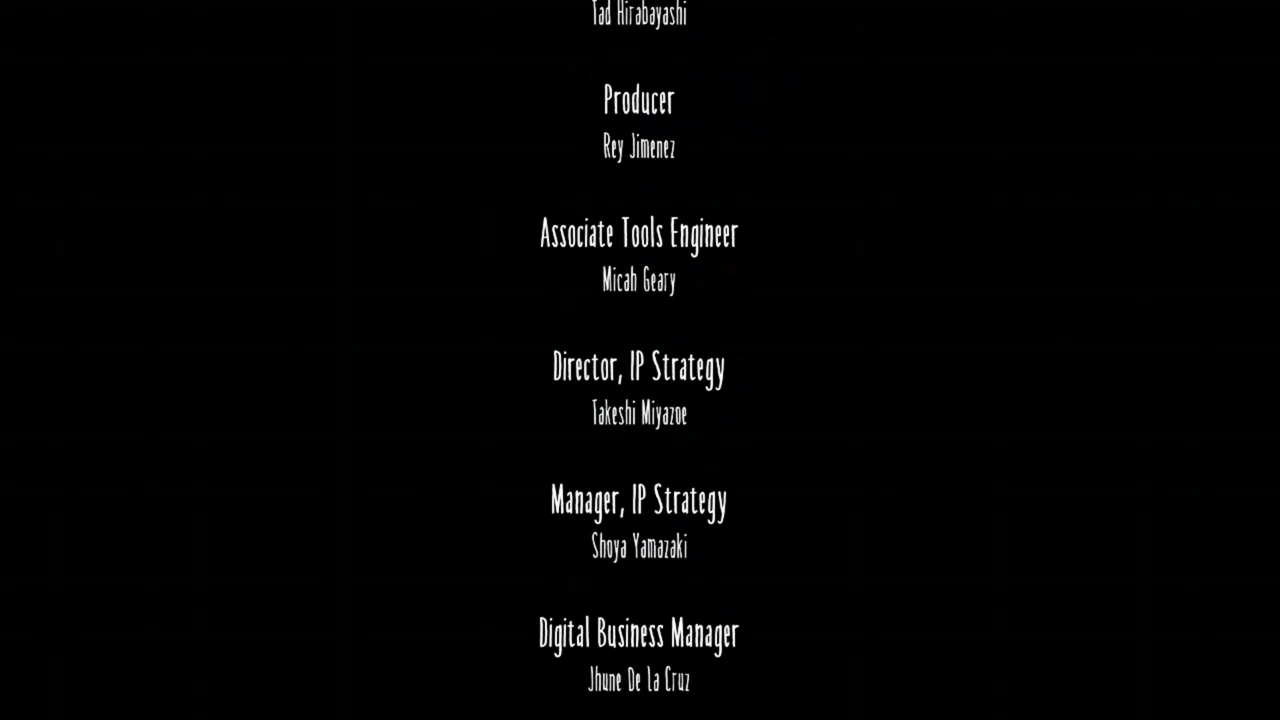 Tad Hirabayashi
Producer
Rey Jimenez
Associate Tools Engineer
Micah Geary
Director, IP Strategy
Takeshi Miyazoe
Manager, IP Strategy
Shoya Yamazaki
Digital Business Manager
Jhune De La Cruz